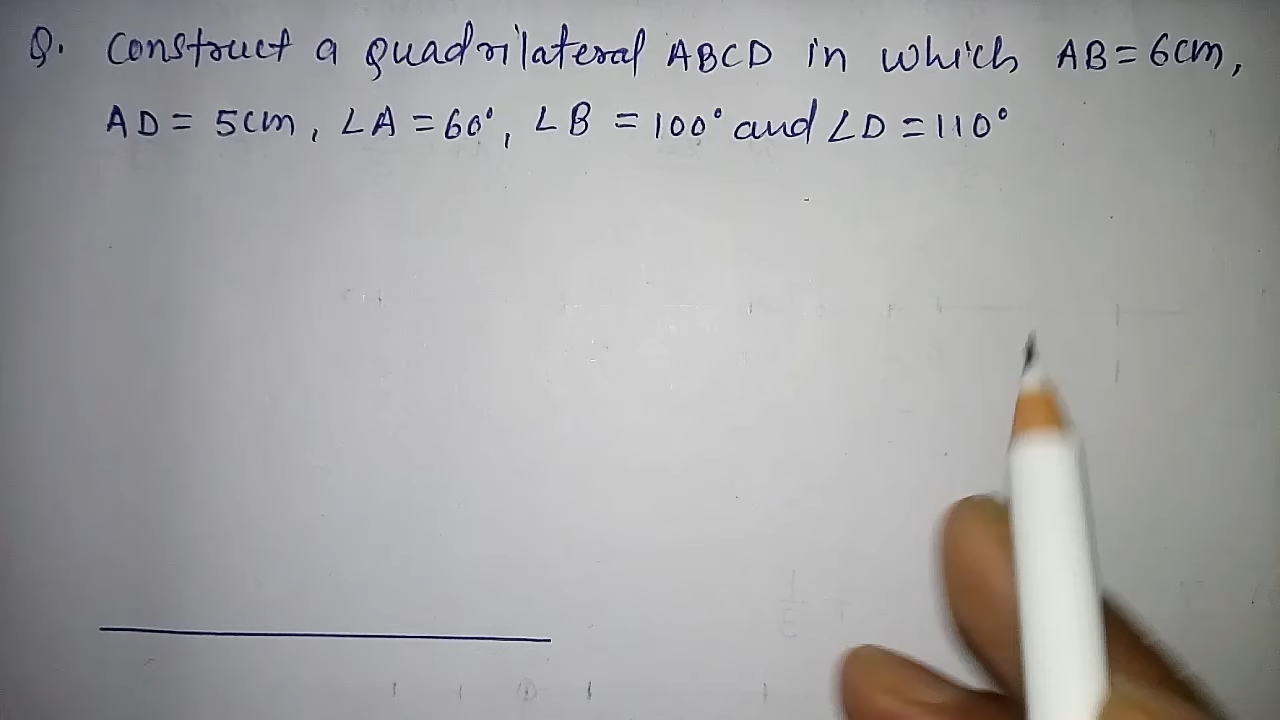 Q. Construct a quadrilateral ABCD in which AB = 6cm,
AD = 5cm, ∠A = 60°, ∠B = 100° and ∠D = 110°